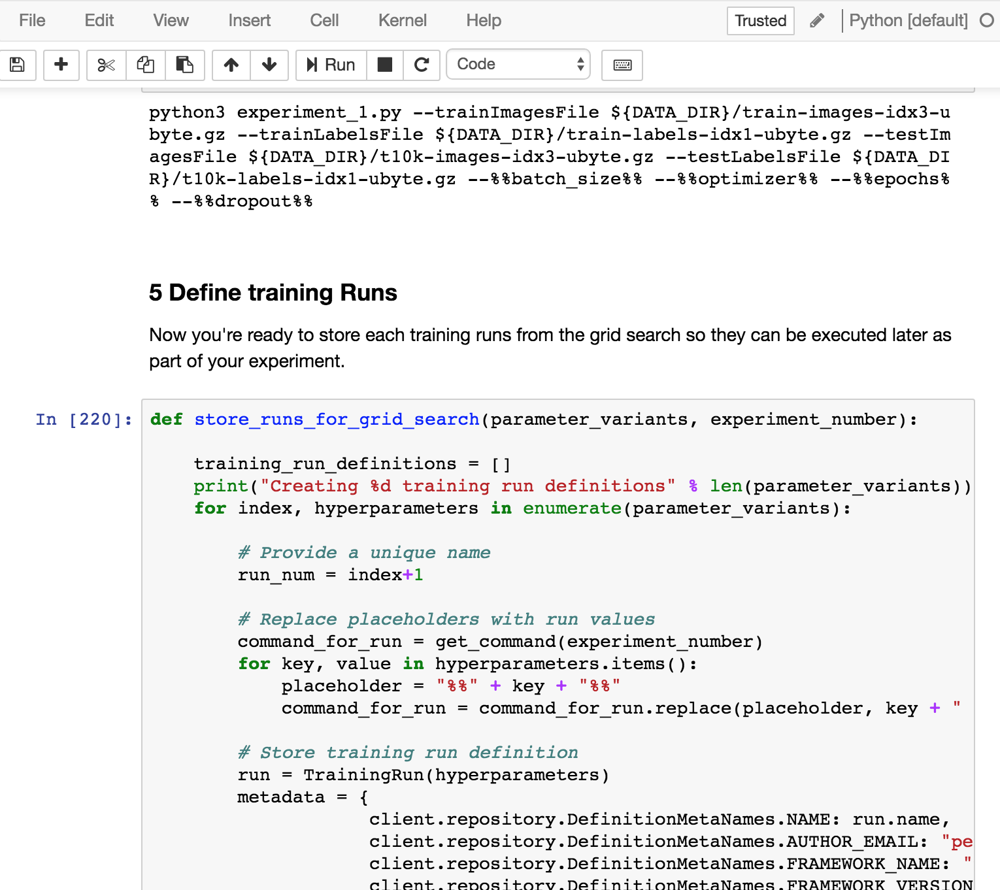 File Edit View Insert Cell Kernel Help Trusted Python [default]
Run Code
python3 experiment_1.py --trainImagesFile ${DATA_DIR}/train-images-idx3-u
byte.gz --trainLabelsFile ${DATA_DIR}/train-labels-idx1-ubyte.gz --testIm
agesFile ${DATA_DIR}/t10k-images-idx3-ubyte.gz --testLabelsFile ${DATA_DI
R}/t10k-labels-idx1-ubyte.gz --%%batch_size%% --%%optimizer%% --%%epochs%
% --%%dropout%%
5 Define training Runs
Now you're ready to store each training runs from the grid search so they can be executed later as
part of your experiment.
In [220]: def store_runs_for_grid_search(parameter_variants, experiment_number):
training_run_definitions = []
print("Creating %d training run definitions" % len(parameter_variants))
for index, hyperparameters in enumerate(parameter_variants):
# Provide a unique name
run_num = index+1
# Replace placeholders with run values
command_for_run = get_command(experiment_number)
for key, value in hyperparameters.items():
placeholder = "%%" + key + "%%"
command_for_run = command_for_run.replace(placeholder, key + "
# Store training run definition
run = TrainingRun(hyperparameters)
metadata = {
client.repository.DefinitionMetaNames.NAME: run.name,
client.repository.DefinitionMetaNames.AUTHOR_EMAIL: "pe
client.repository.DefinitionMetaNames.FRAMEWORK_NAME: "
client.repository.DefinitionMetaNames.FRAMEWORK_VERSION